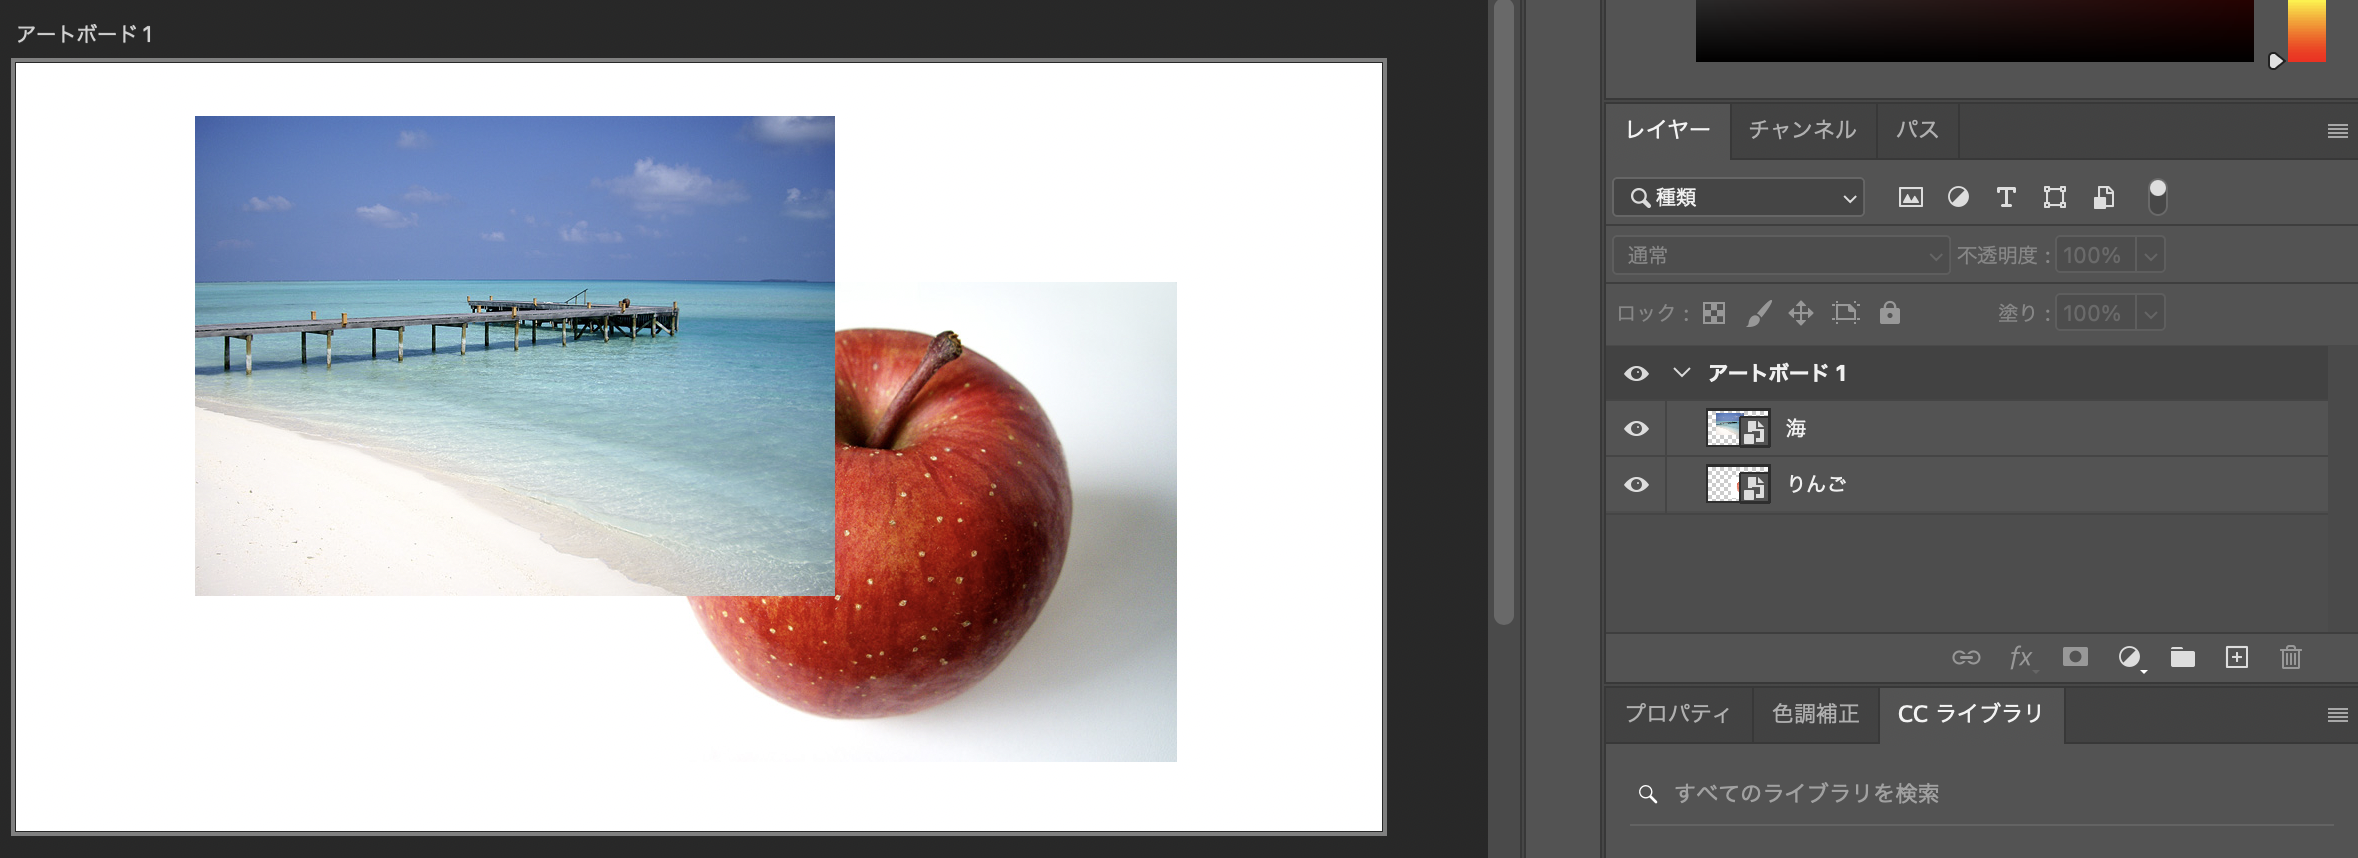 アートボード 1
レイヤー チャンネル パス
種類
通常 不透明度 : 100%
ロック : 塗り : 100%
アートボード 1
海
りんご
fx
プロパティ 色調補正 CC ライブラリ
すべてのライブラリを検索